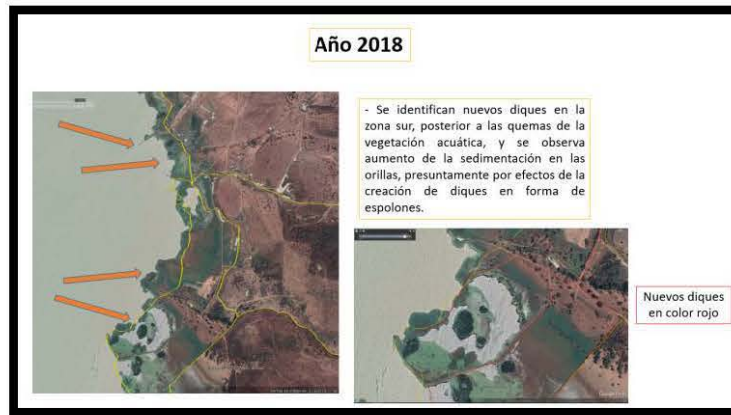 Año 2018
- Se identifican nuevos diques en la
zona sur, posterior a las quemas de la
vegetación acuática, y se observa
aumento de la sedimentación en las
orillas, presuntamente por efectos de la
creación de diques en forma de
espolones.
Nuevos diques
en color rojo